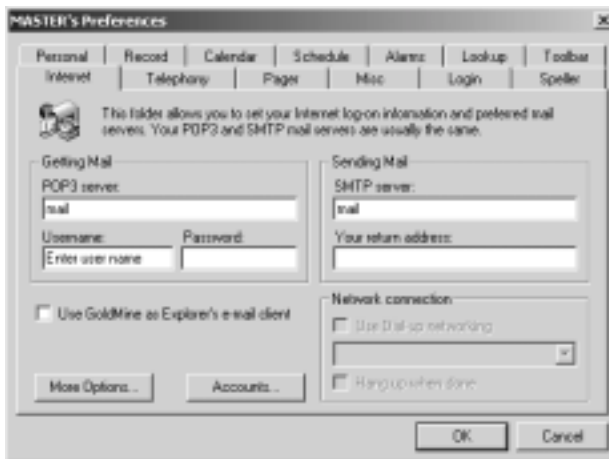 MASTER's Preferences
Personal Record Calendar Schedule Alarms Lookup Toolbar
Internet Telephony Pager Misc Login Speller
This folder allows you to set your Internet log-on information and preferred mail
servers. Your POP3 and SMTP mail servers are usually the same.
Getting Mail
POP3 server:
mail
Username: Password:
Enter user name
Sending Mail
SMTP server:
mail
Your return address:
Use GoldMine as Explorer's e-mail client
Network connection
Use Dial-up networking
Hang up when done
More Options... Accounts...
OK Cancel